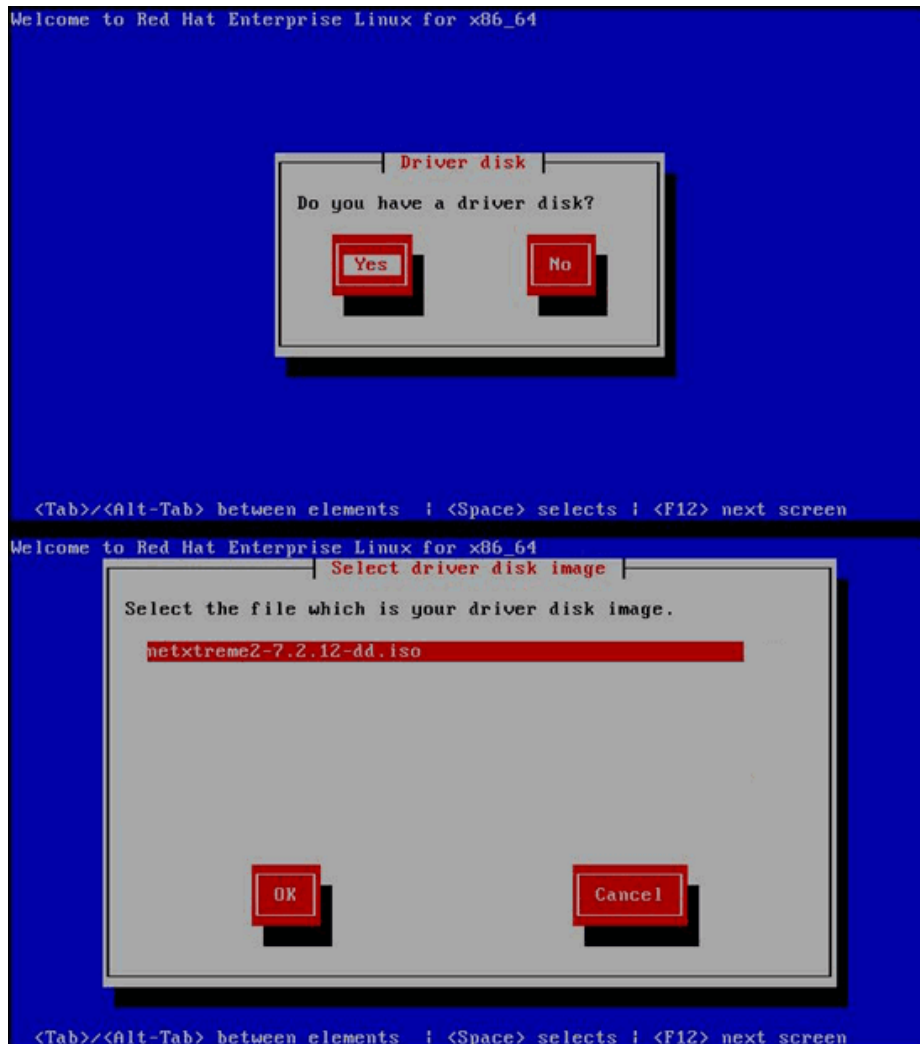 Welcome to Red Hat Enterprise Linux for x86_64
Driver disk
Do you have a driver disk?
Yes No
<Tab>/<Alt-Tab> between elements | <Space> selects | <F12> next screen
Welcome to Red Hat Enterprise Linux for x86_64
Select driver disk image
Select the file which is your driver disk image.
netxtreme2-7.2.12-dd.iso
OK Cancel
<Tab>/<Alt-Tab> between elements | <Space> selects | <F12> next screen